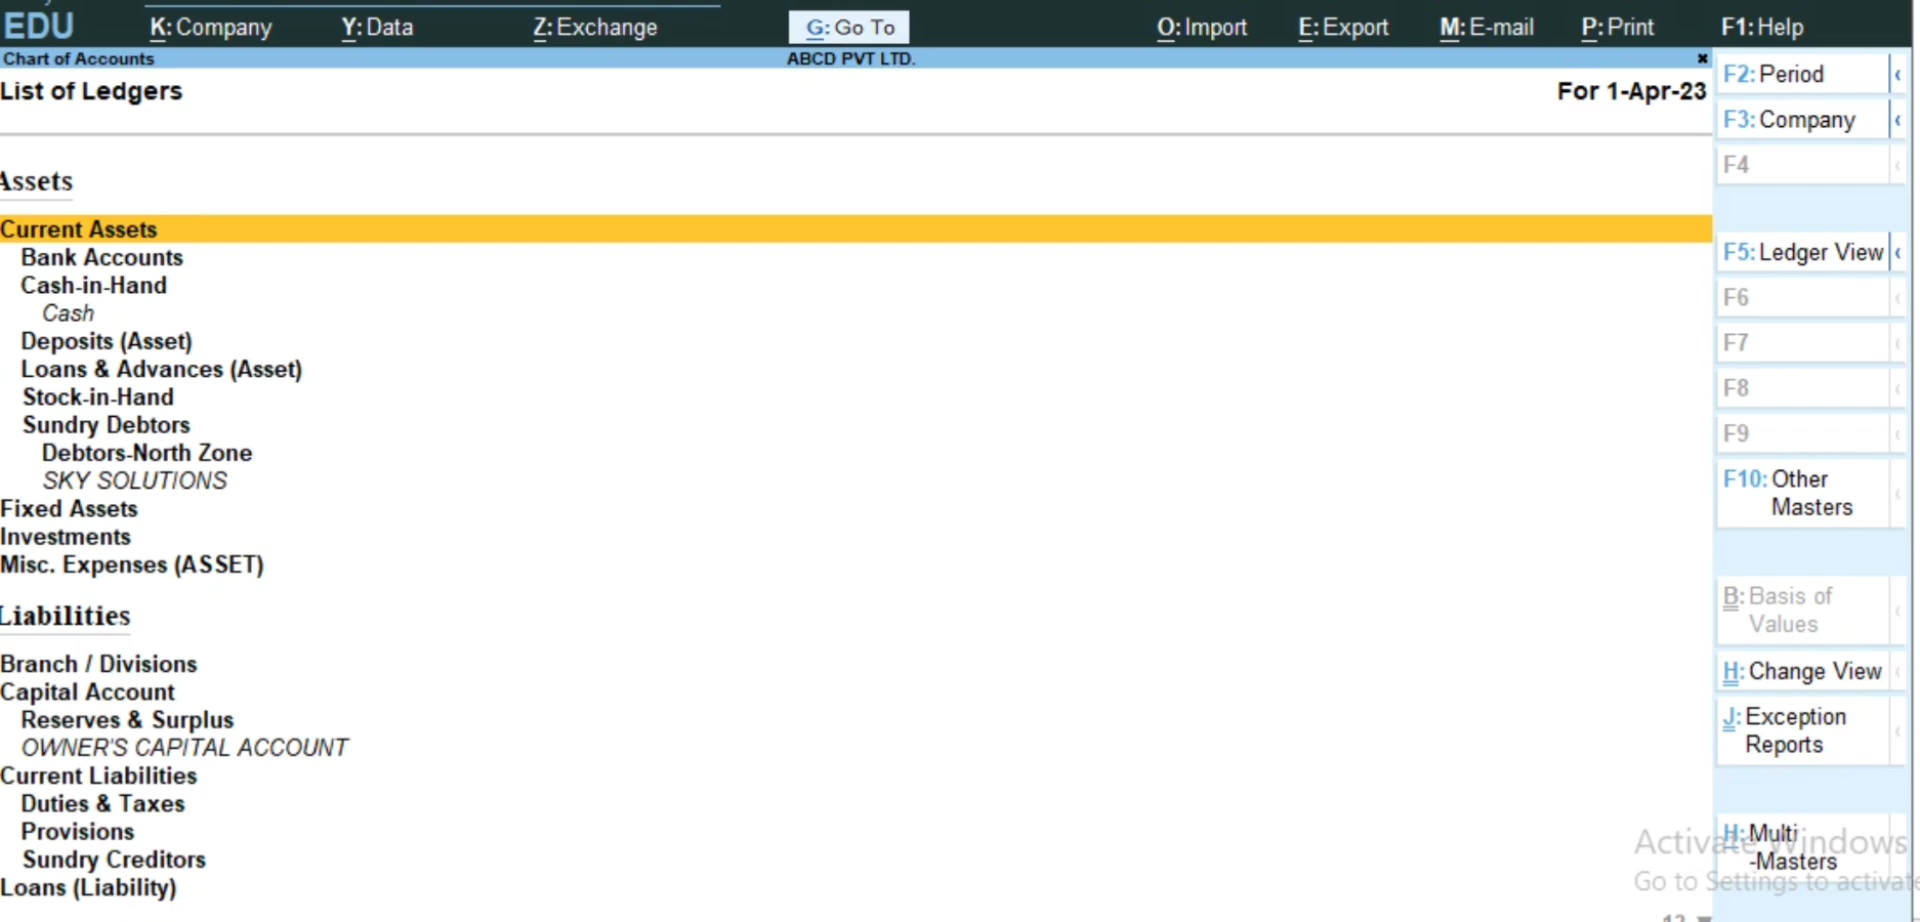 EDU
K: Company
Y: Data
Z: Exchange
G: Go To
O: Import
E: Export
M: E-mail
P: Print
F1: Help
Chart of Accounts
ABCD PVT LTD.
List of Ledgers
For 1-Apr-23
Assets
Current Assets
Bank Accounts
Cash-in-Hand
Cash
Deposits (Asset)
Loans & Advances (Asset)
Stock-in-Hand
Sundry Debtors
Debtors-North Zone
SKY SOLUTIONS
Fixed Assets
Investments
Misc. Expenses (ASSET)
Liabilities
Branch / Divisions
Capital Account
Reserves & Surplus
OWNER'S CAPITAL ACCOUNT
Current Liabilities
Duties & Taxes
Provisions
Sundry Creditors
Loans (Liability)
F2: Period
F3: Company
F4
F5: Ledger View
F6
F7
F8
F9
F10: Other
Masters
B: Basis of
Values
H: Change View
J: Exception
Reports
H: Multi
-Masters
Activate Windows
Go to Settings to activate